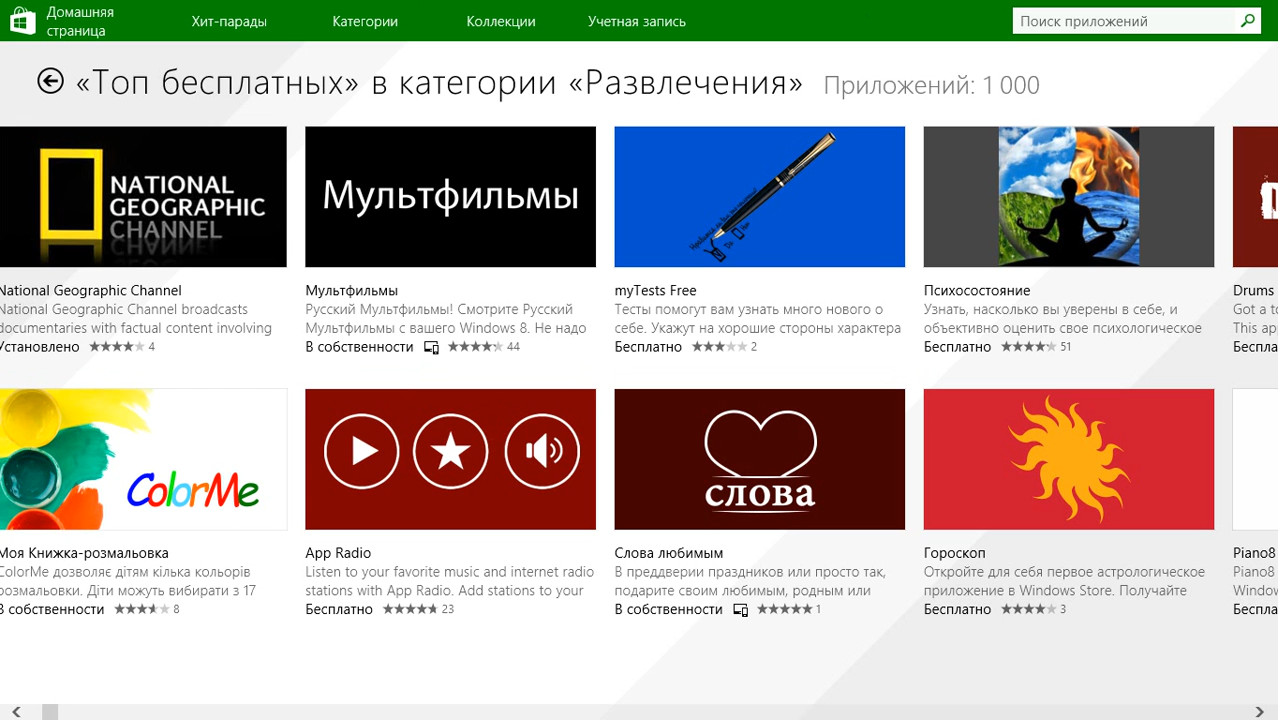 Домашняя
страница
Хит-парады
Категории
Коллекции
Учетная запись
Поиск приложений
«Топ бесплатных» в категории «Развлечения» Приложений: 1 000
NATIONAL
GEOGRAPHIC
CHANNEL
National Geographic Channel
National Geographic Channel broadcasts
documentaries with factual content involving
Установлено 4
Мультфильмы
Мультфильмы
Русский Мультфильмы! Смотрите Русский
Мультфильмы с вашего Windows 8. Не надо
В собственности 44
myTests Free
Тесты помогут вам узнать много нового о
себе. Укажут на хорошие стороны характера
Бесплатно 2
Психосостояние
Узнать, насколько вы уверены в себе, и
объективно оценить свое психологическое
Бесплатно 51
Drums
Got a to
This ap
Беспла
ColorMe
Моя Книжка-розмальовка
ColorMe дозволяє дітям кілька кольорів
розмальовки. Діти можуть вибирати з 17
В собственности 8
App Radio
Listen to your favorite music and internet radio
stations with App Radio. Add stations to your
Бесплатно 23
слова
Слова любимым
В преддверии праздников или просто так,
подарите своим любимым, родным или
В собственности 1
Гороскоп
Откройте для себя первое астрологическое
приложение в Windows Store. Получайте
Бесплатно 3
Piano8
Piano8
Window
Беспла